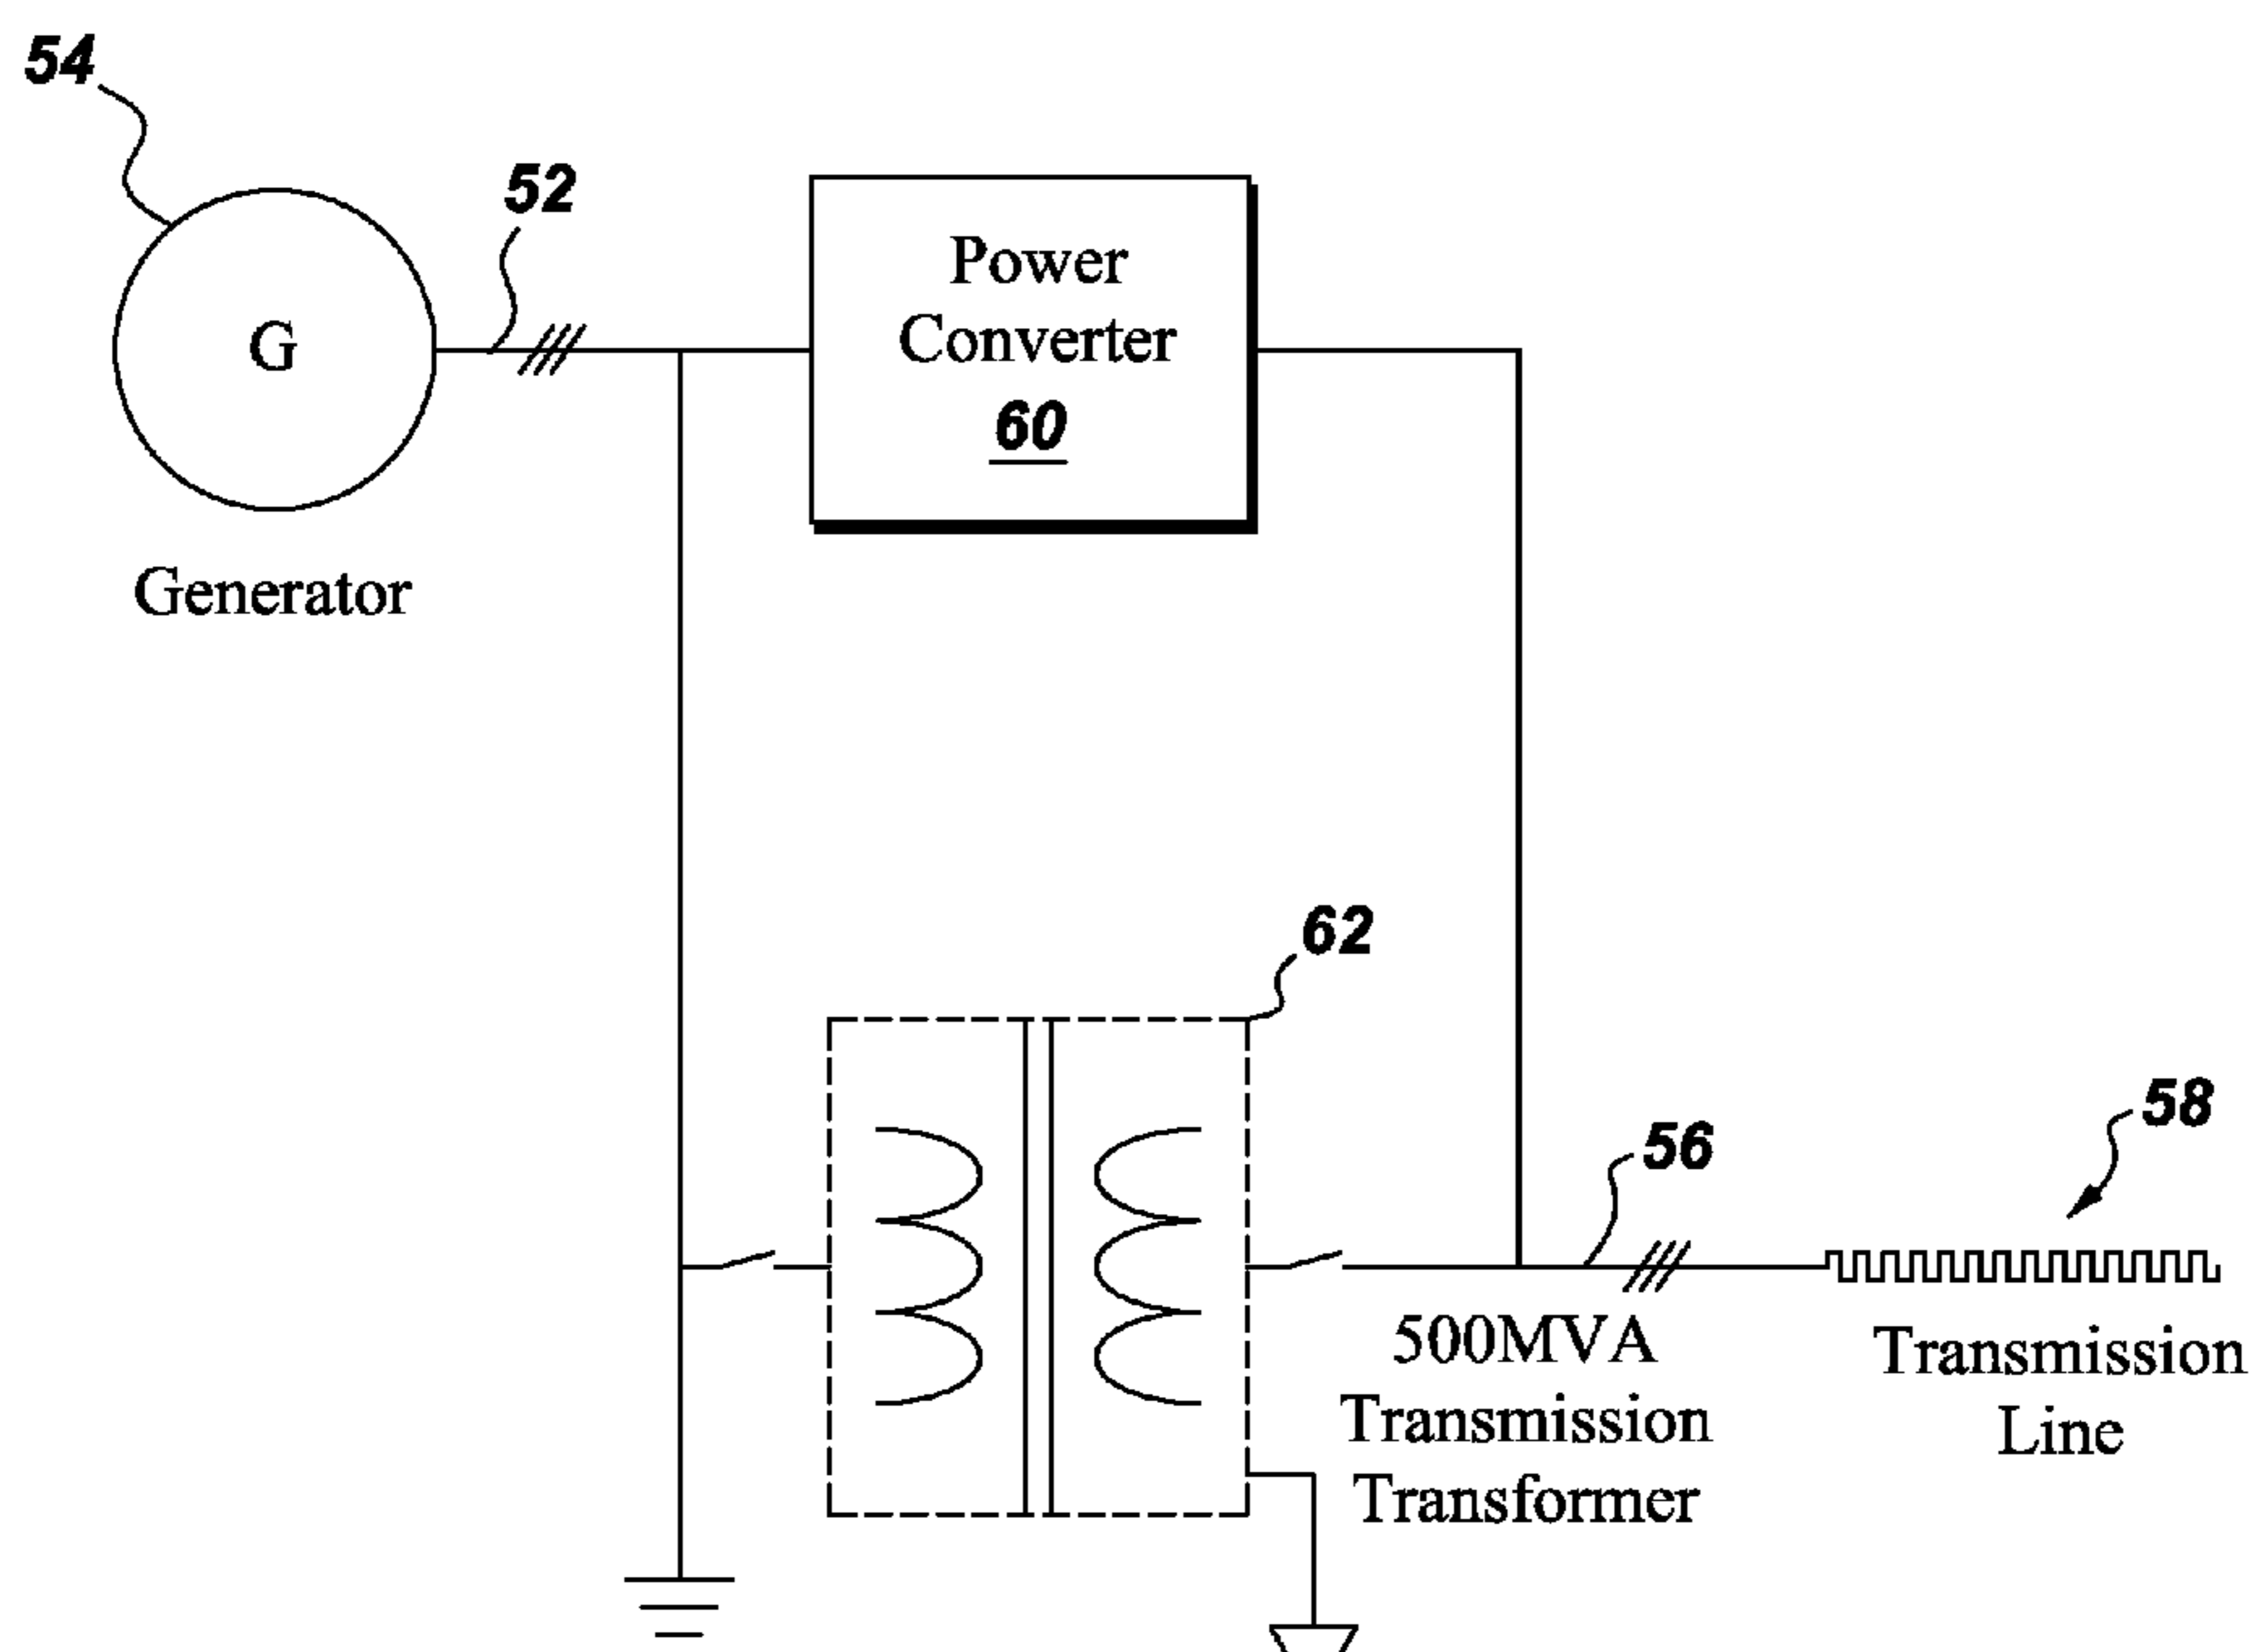 54
52
G
Generator
Power
Converter
60
62
56
58
500MVA
Transmission
Transformer
Transmission
Line